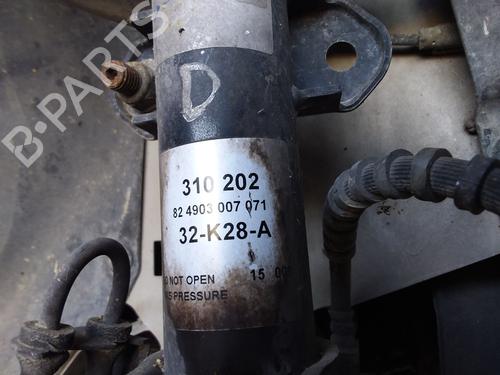 B-PARTS
D
310 202
82 4903 007 071
32-K28-A
NOT OPEN 15
PRESSURE